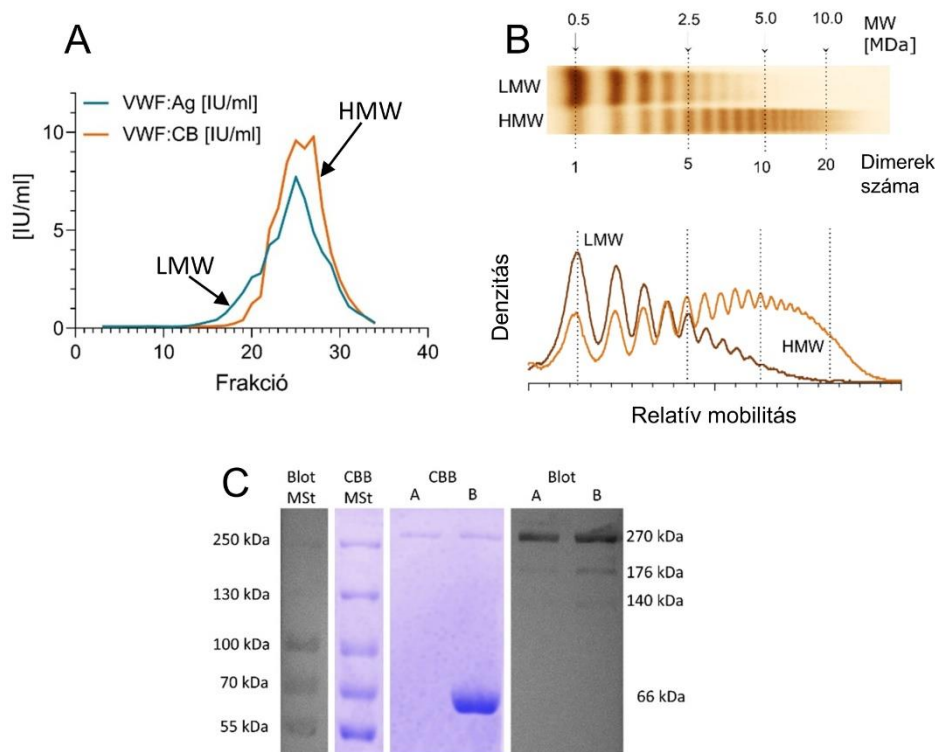 A
VWF:Ag [IU/ml]
VWF:CB [IU/ml]
HMW
LMW
[IU/ml]
10
5
0
0 10 20 30 40
Frakció
B
0.5 2.5 5.0 10.0 MW [MDa]
LMW
HMW
1 5 10 20 Dimerek száma
Denzitás
LMW
HMW
Relatív mobilitás
C
Blot MSt
CBB MSt
CBB
A B
Blot
A B
250 kDa
130 kDa
100 kDa
70 kDa
55 kDa
270 kDa
176 kDa
140 kDa
66 kDa